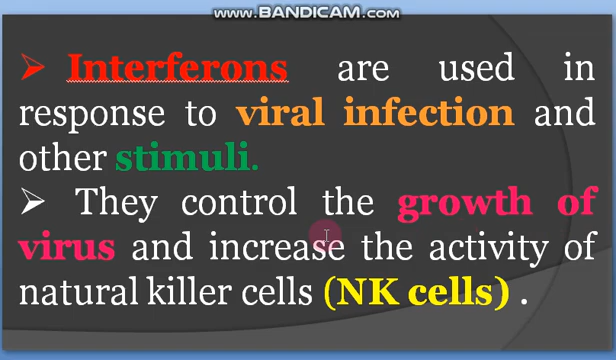 www.BANDICAM.com
➢ Interferons are used in
response to viral infection and
other stimuli.
➢ They control the growth of
virus and increase the activity of
natural killer cells (NK cells) .